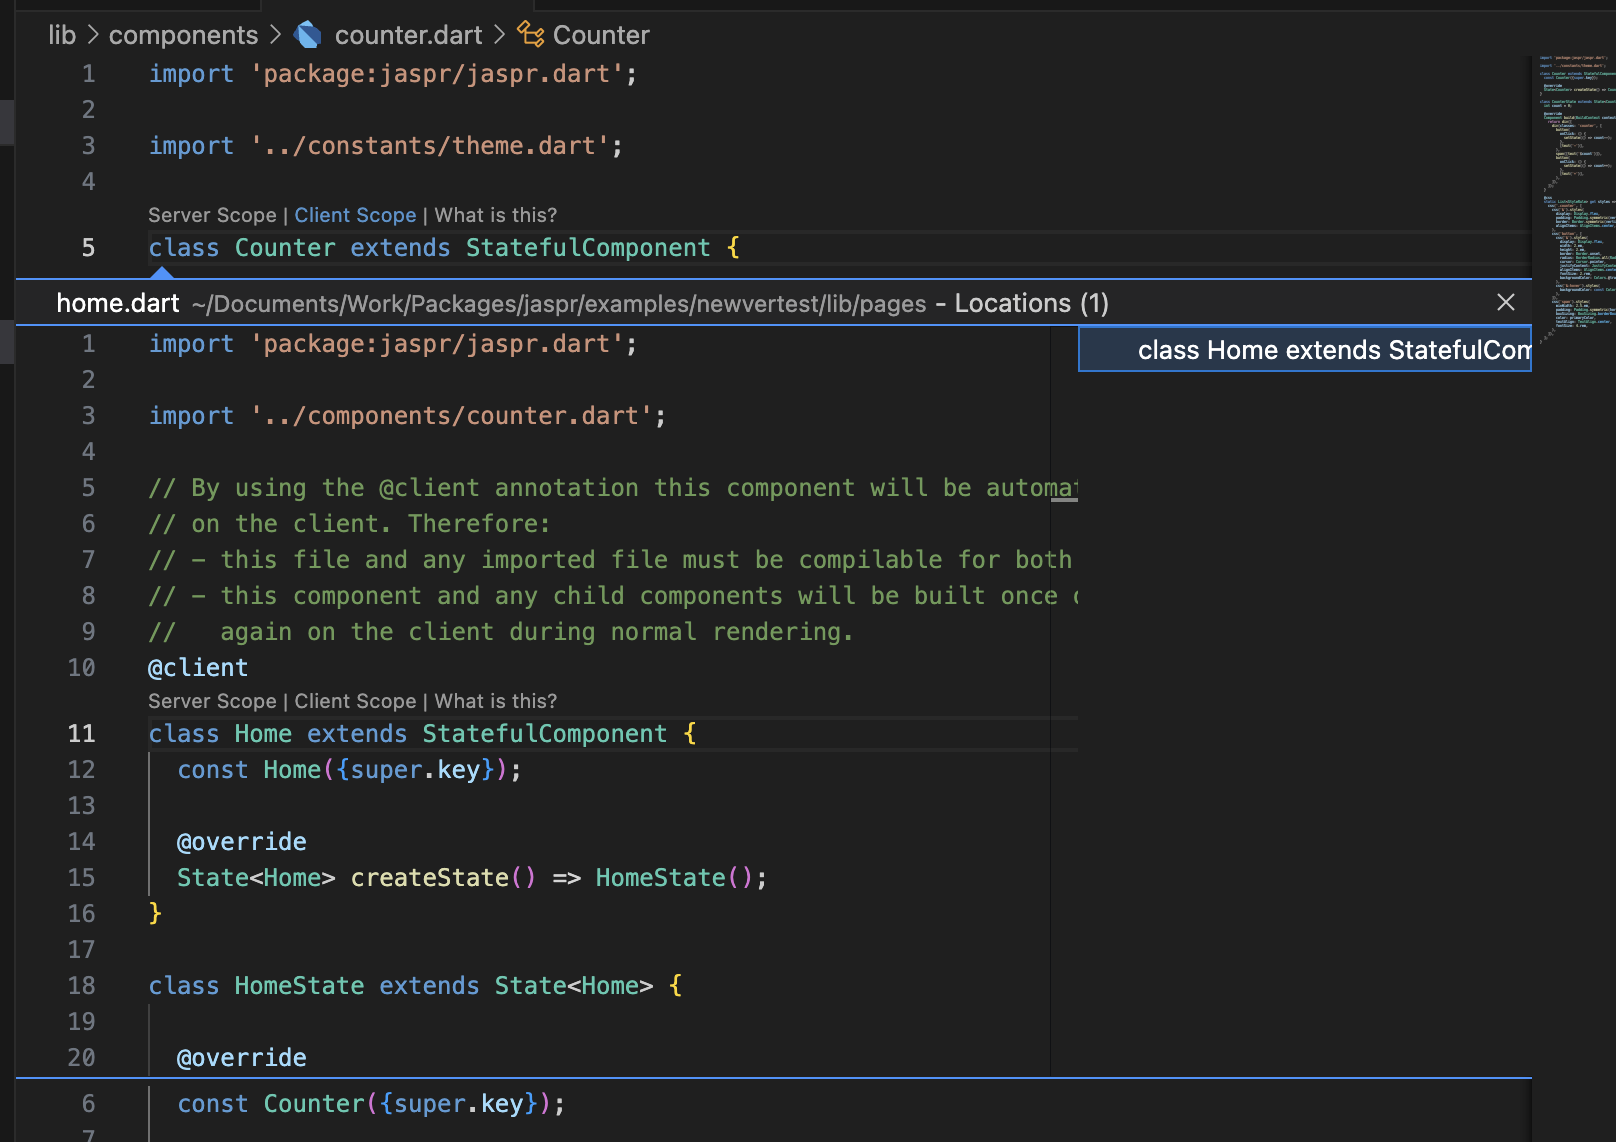 lib > components > counter.dart > Counter
1 import 'package:jaspr/jaspr.dart';
2
3 import '../constants/theme.dart';
4
Server Scope | Client Scope | What is this?
5 class Counter extends StatefulComponent {
home.dart ~/Documents/Work/Packages/jaspr/examples/newvertest/lib/pages – Locations (1)
class Home extends StatefulCom
1 import 'package:jaspr/jaspr.dart';
2
3 import '../components/counter.dart';
4
5 // By using the @client annotation this component will be automat
6 // on the client. Therefore:
7 // - this file and any imported file must be compilable for both
8 // - this component and any child components will be built once
9 //   again on the client during normal rendering.
10 @client
Server Scope | Client Scope | What is this?
11 class Home extends StatefulComponent {
12   const Home({super.key});
13
14   @override
15   State<Home> createState() => HomeState();
16 }
17
18 class HomeState extends State<Home> {
19
20   @override
6   const Counter({super.key});
7